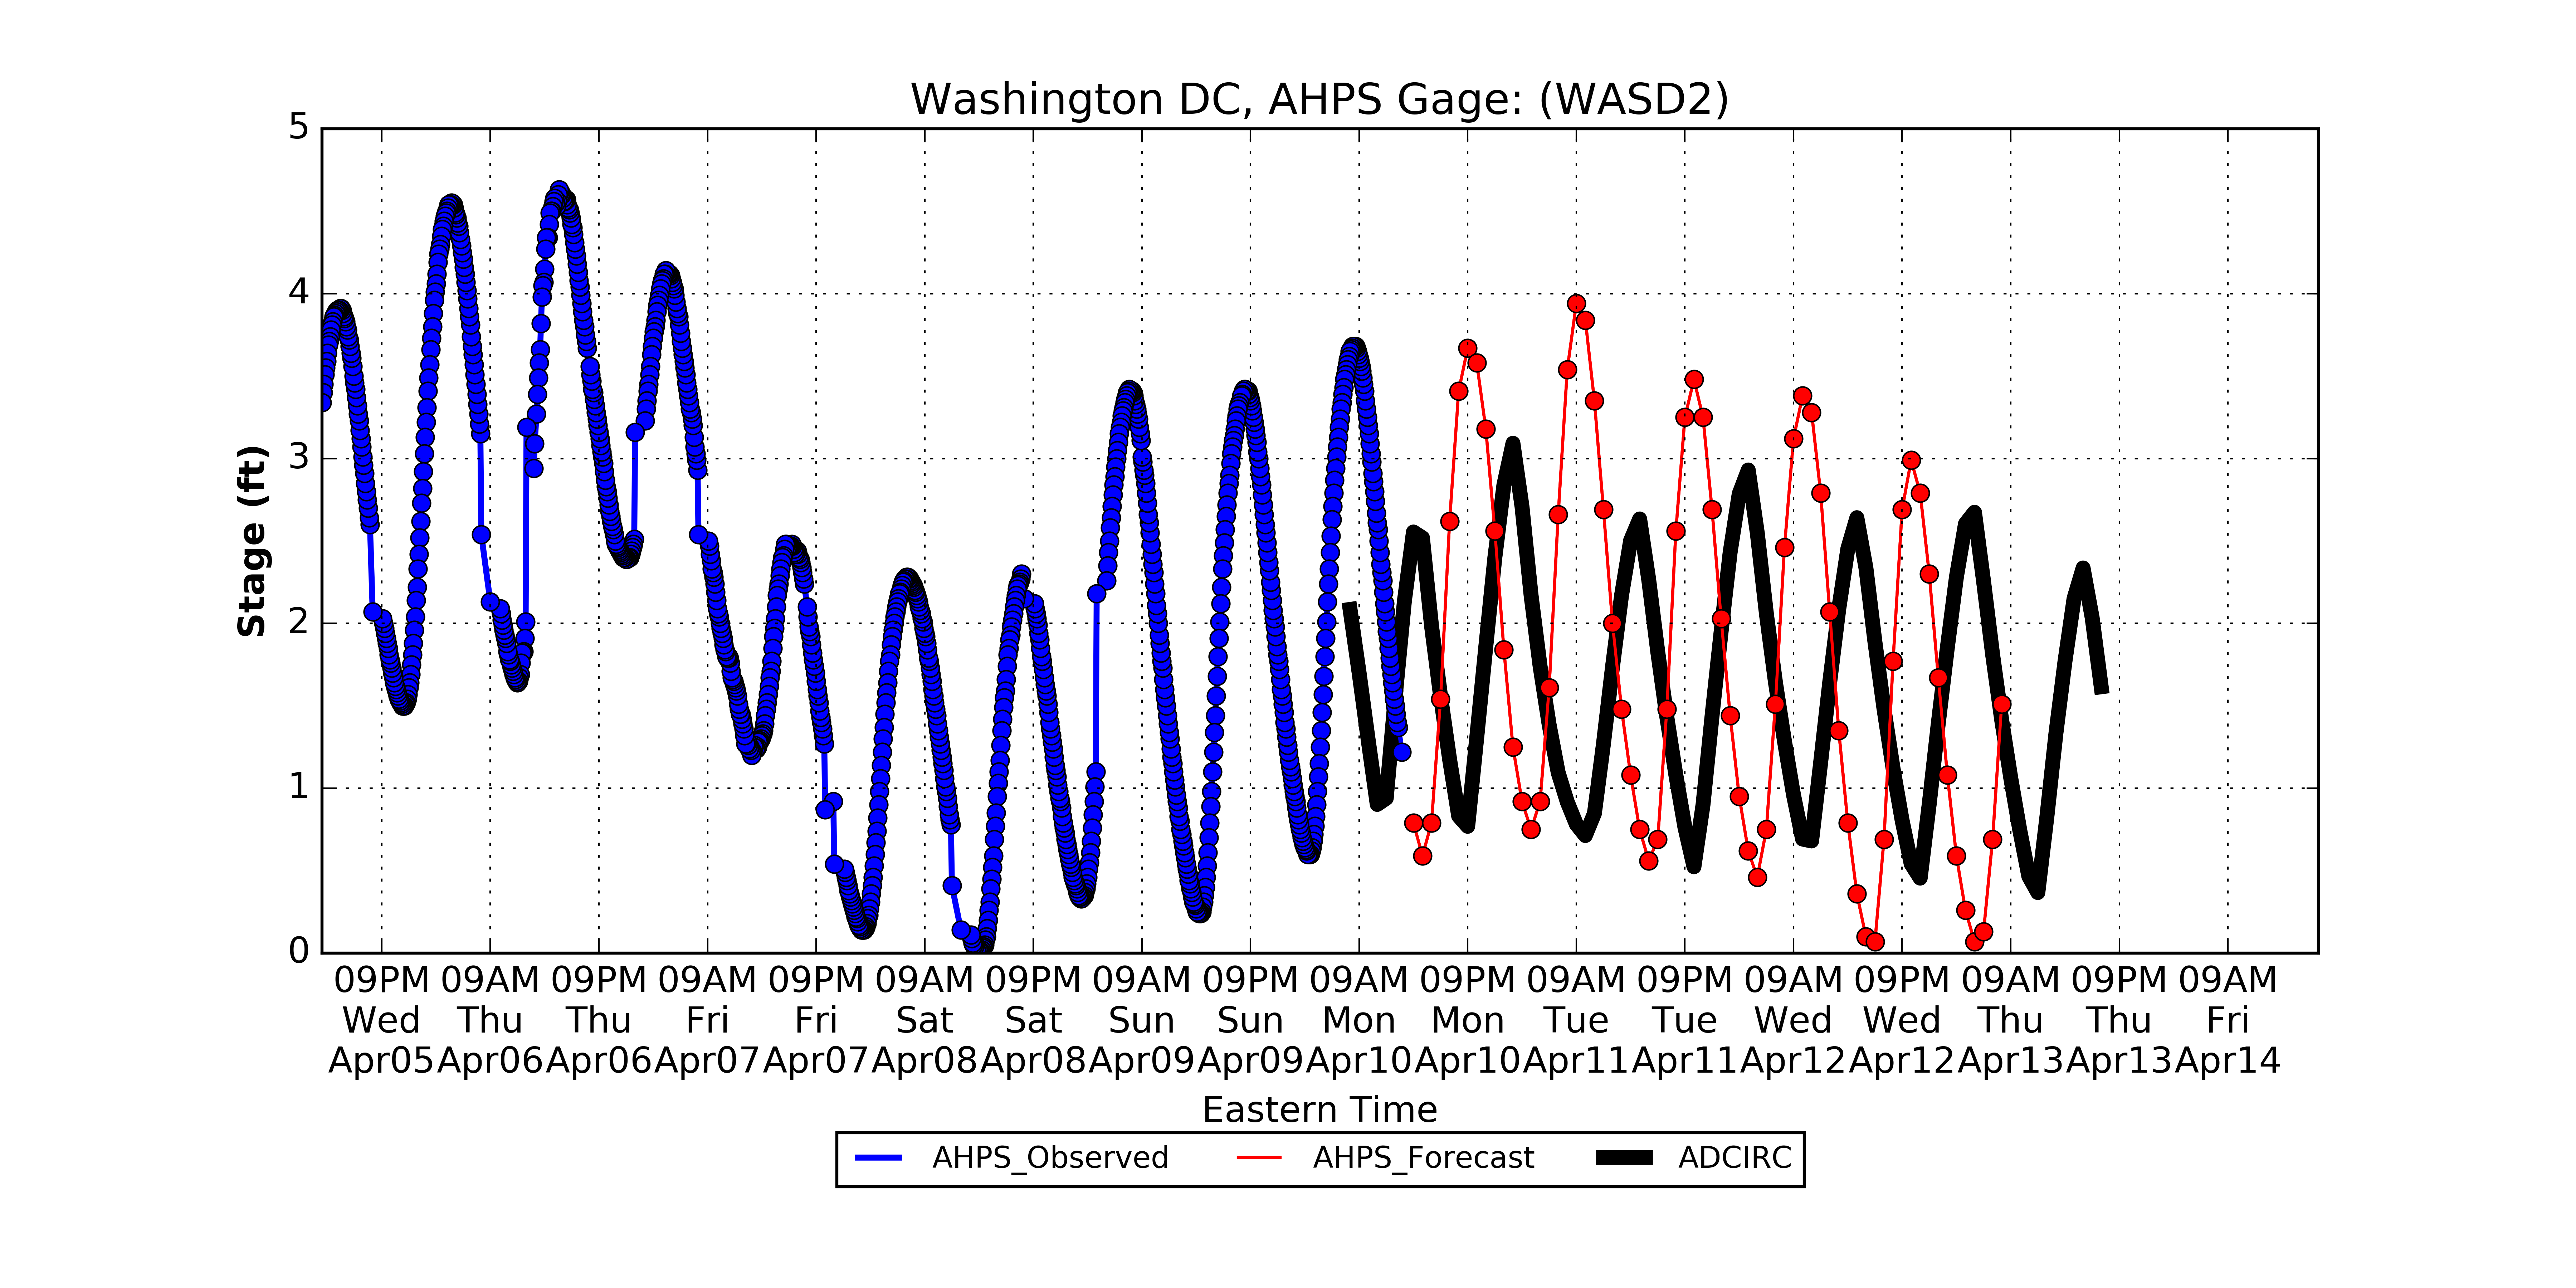 Washington DC, AHPS Gage: (WASD2)
5
4
3
2
1
0
Stage (ft)
09PM 09AM 09PM 09AM 09PM 09AM 09PM 09AM 09PM 09AM 09PM 09AM 09PM 09AM 09PM 09AM 09PM 09AM
Wed Thu Thu Fri Fri Sat Sat Sun Sun Mon Mon Tue Tue Wed Wed Thu Thu Fri
Apr05 Apr06 Apr06 Apr07 Apr07 Apr08 Apr08 Apr09 Apr09 Apr10 Apr10 Apr11 Apr11 Apr12 Apr12 Apr13 Apr13 Apr14
Eastern Time
AHPS_Observed AHPS_Forecast ADCIRC